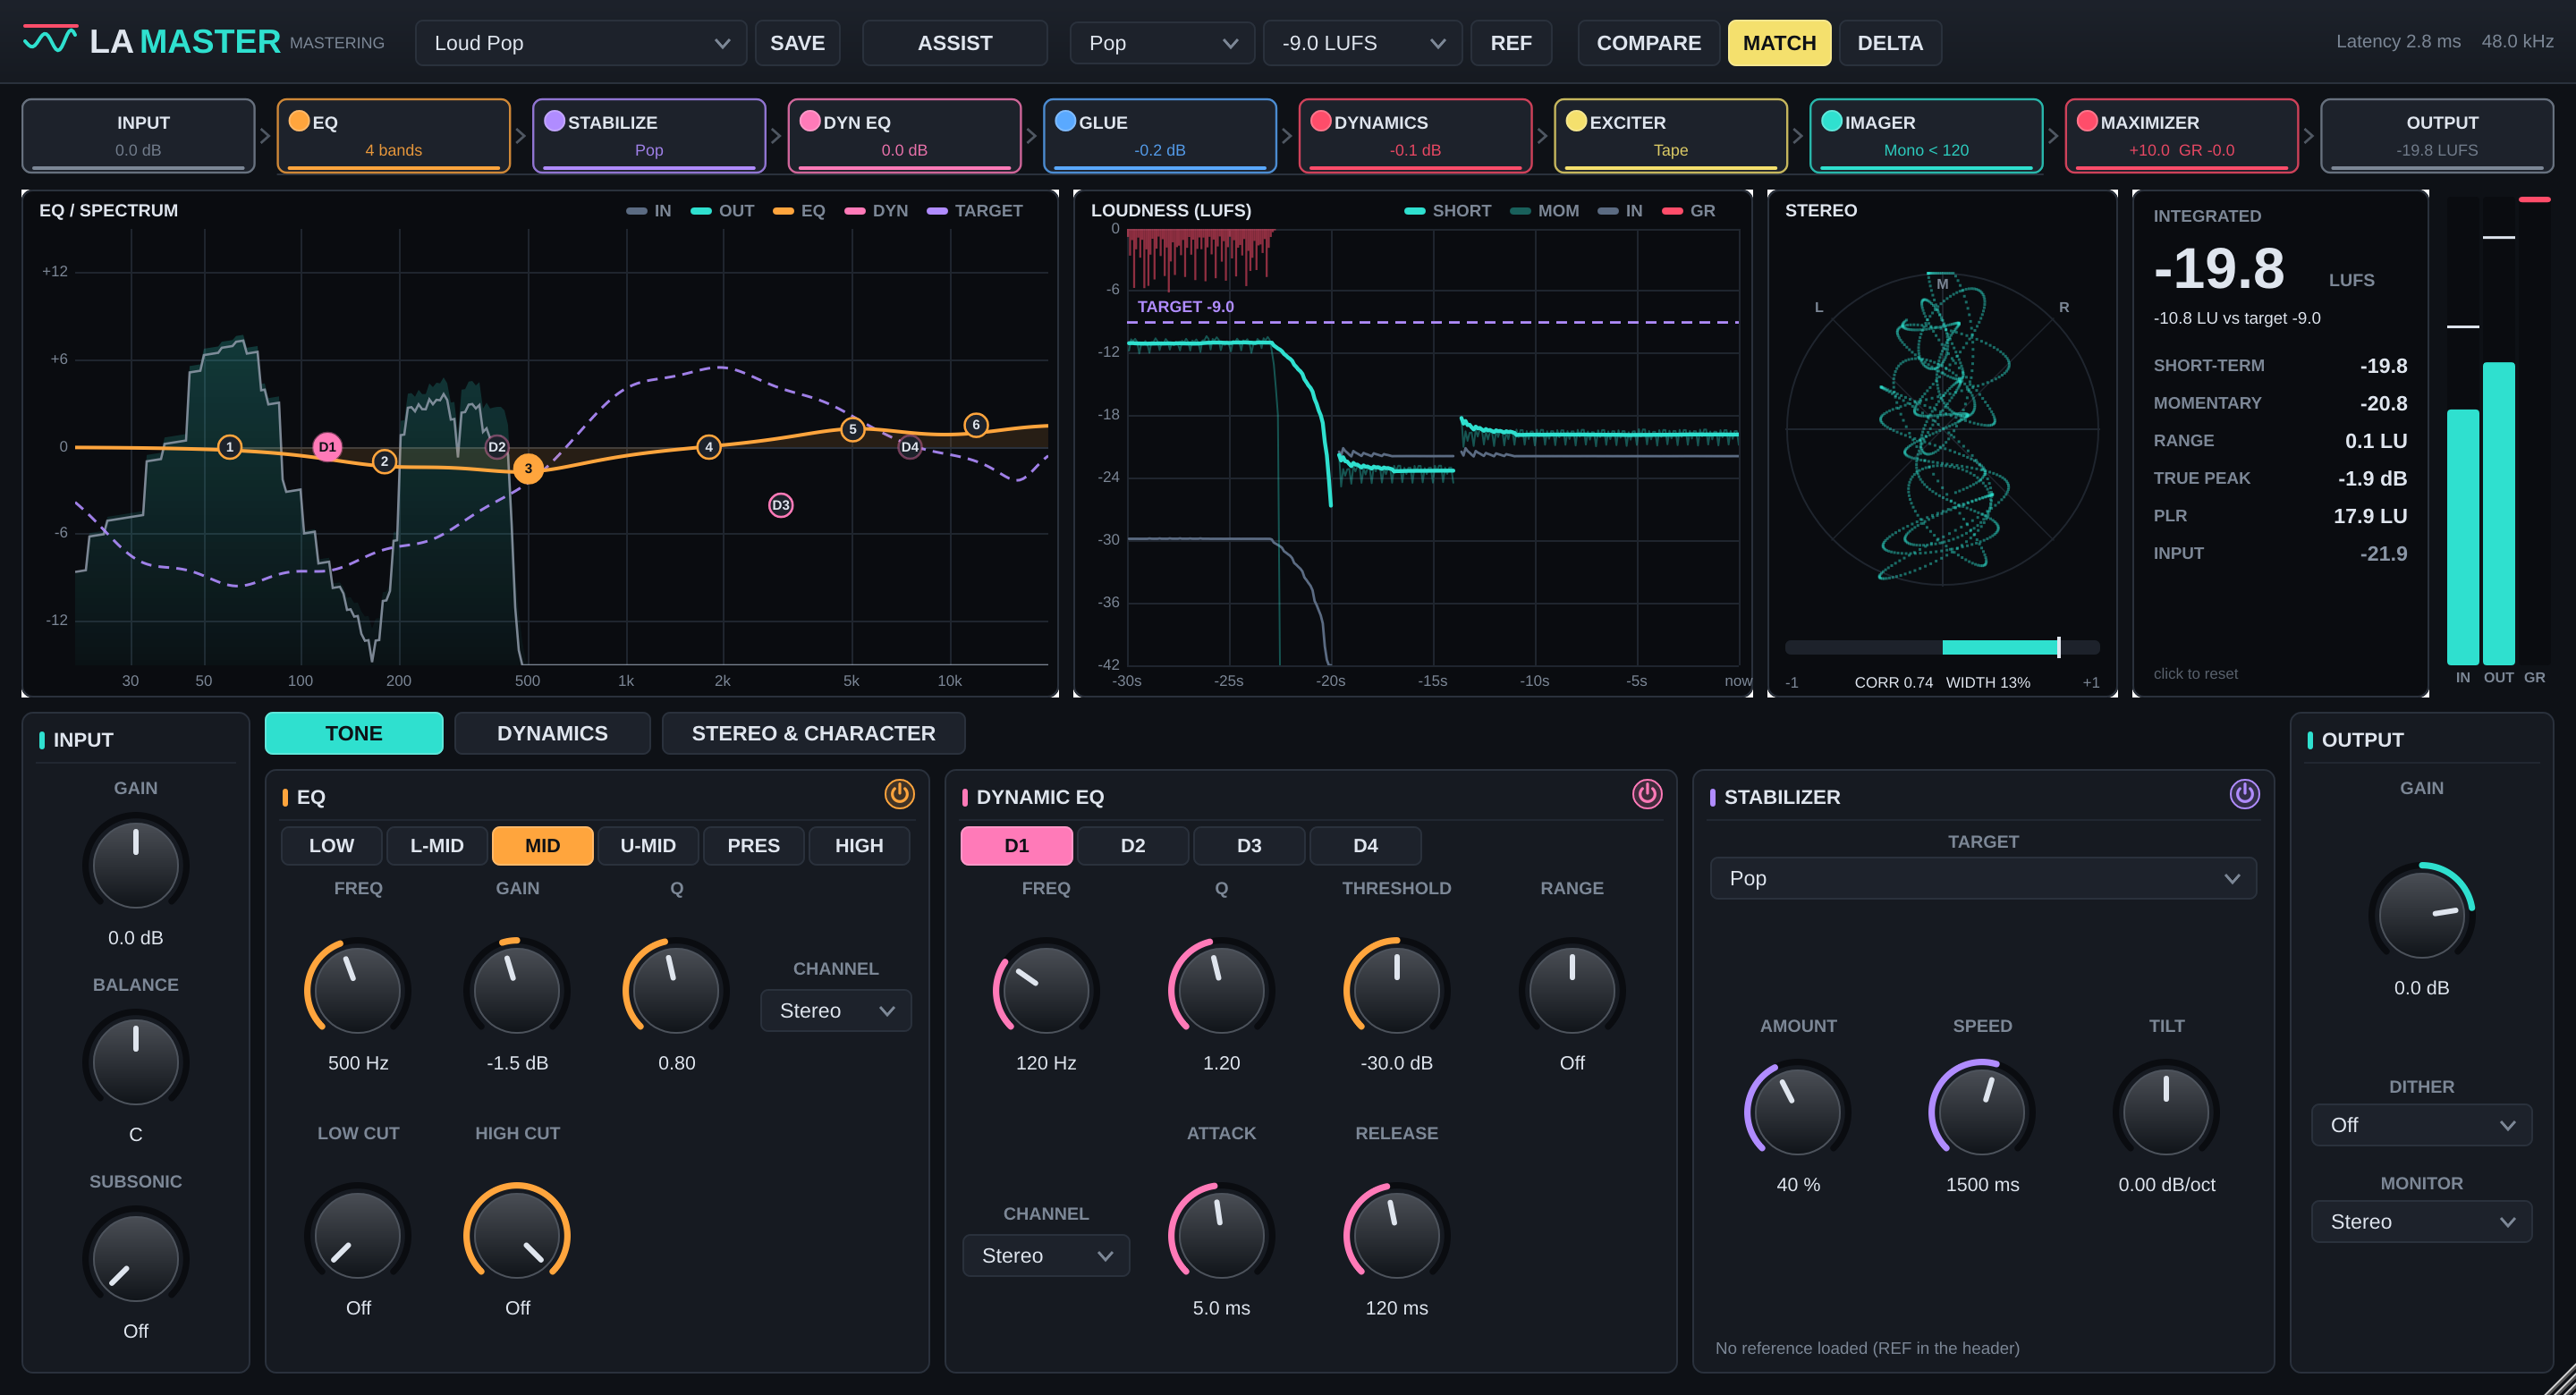 LA MASTER MASTERING Loud Pop SAVE ASSIST Pop -9.0 LUFS REF COMPARE MATCH DELTA Latency 2.8 ms 48.0 kHz
INPUT EQ STABILIZE DYN EQ GLUE DYNAMICS EXCITER IMAGER MAXIMIZER OUTPUT
0.0 dB 4 bands Pop 0.0 dB -0.2 dB -0.1 dB Tape Mono < 120 +10.0 GR -0.0 -19.8 LUFS
EQ / SPECTRUM IN OUT EQ DYN TARGET
+12
+6
0
-6
-12
1 D1 2 D2 3 4 D3 5 D4 6
30 50 100 200 500 1k 2k 5k 10k
LOUDNESS (LUFS) SHORT MOM IN GR
0
-6
TARGET -9.0
-12
-18
-24
-30
-36
-42
-30s -25s -20s -15s -10s -5s now
STEREO
L M R
-1 CORR 0.74 WIDTH 13% +1
INTEGRATED
-19.8 LUFS
-10.8 LU vs target -9.0
SHORT-TERM -19.8
MOMENTARY -20.8
RANGE 0.1 LU
TRUE PEAK -1.9 dB
PLR 17.9 LU
INPUT -21.9
click to reset
IN OUT GR
INPUT
GAIN
0.0 dB
BALANCE
C
SUBSONIC
Off
TONE DYNAMICS STEREO & CHARACTER
EQ
LOW L-MID MID U-MID PRES HIGH
FREQ GAIN Q
CHANNEL
Stereo
500 Hz -1.5 dB 0.80
LOW CUT HIGH CUT
Off Off
DYNAMIC EQ
D1 D2 D3 D4
FREQ Q THRESHOLD RANGE
120 Hz 1.20 -30.0 dB Off
ATTACK RELEASE
CHANNEL
Stereo
5.0 ms 120 ms
STABILIZER
TARGET
Pop
AMOUNT SPEED TILT
40 % 1500 ms 0.00 dB/oct
No reference loaded (REF in the header)
OUTPUT
GAIN
0.0 dB
DITHER
Off
MONITOR
Stereo